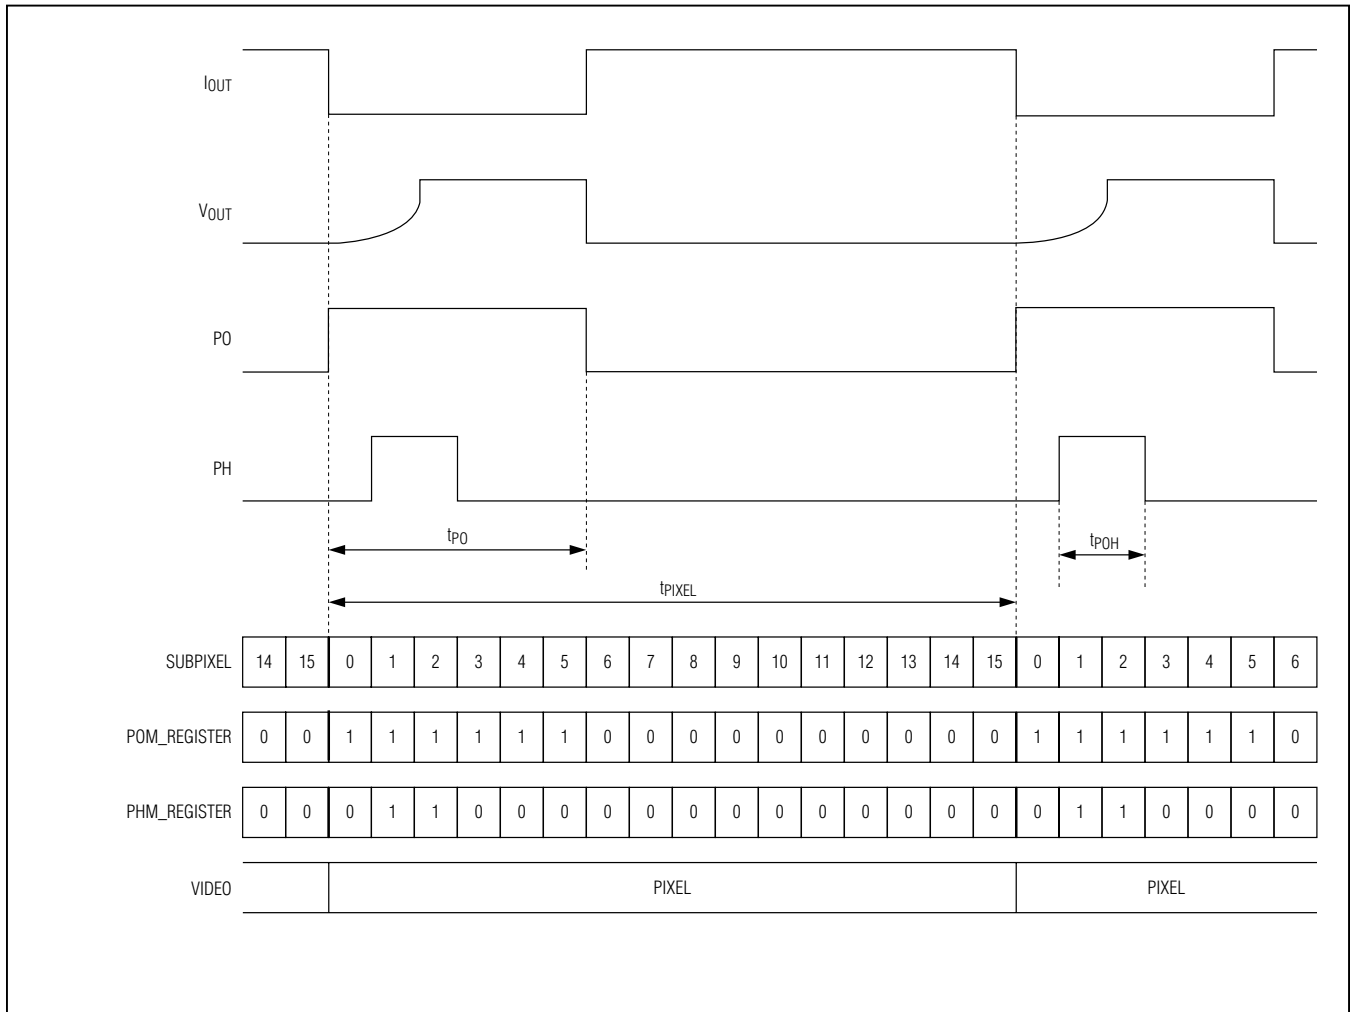 IOUT
VOUT
PO
PH
tPO
tPOH
tPIXEL
SUBPIXEL 14 15 0 1 2 3 4 5 6 7 8 9 10 11 12 13 14 15 0 1 2 3 4 5 6
POM_REGISTER 0 0 1 1 1 1 1 1 0 0 0 0 0 0 0 0 0 0 1 1 1 1 1 1 0
PHM_REGISTER 0 0 0 1 1 0 0 0 0 0 0 0 0 0 0 0 0 0 0 1 1 0 0 0 0
VIDEO PIXEL PIXEL